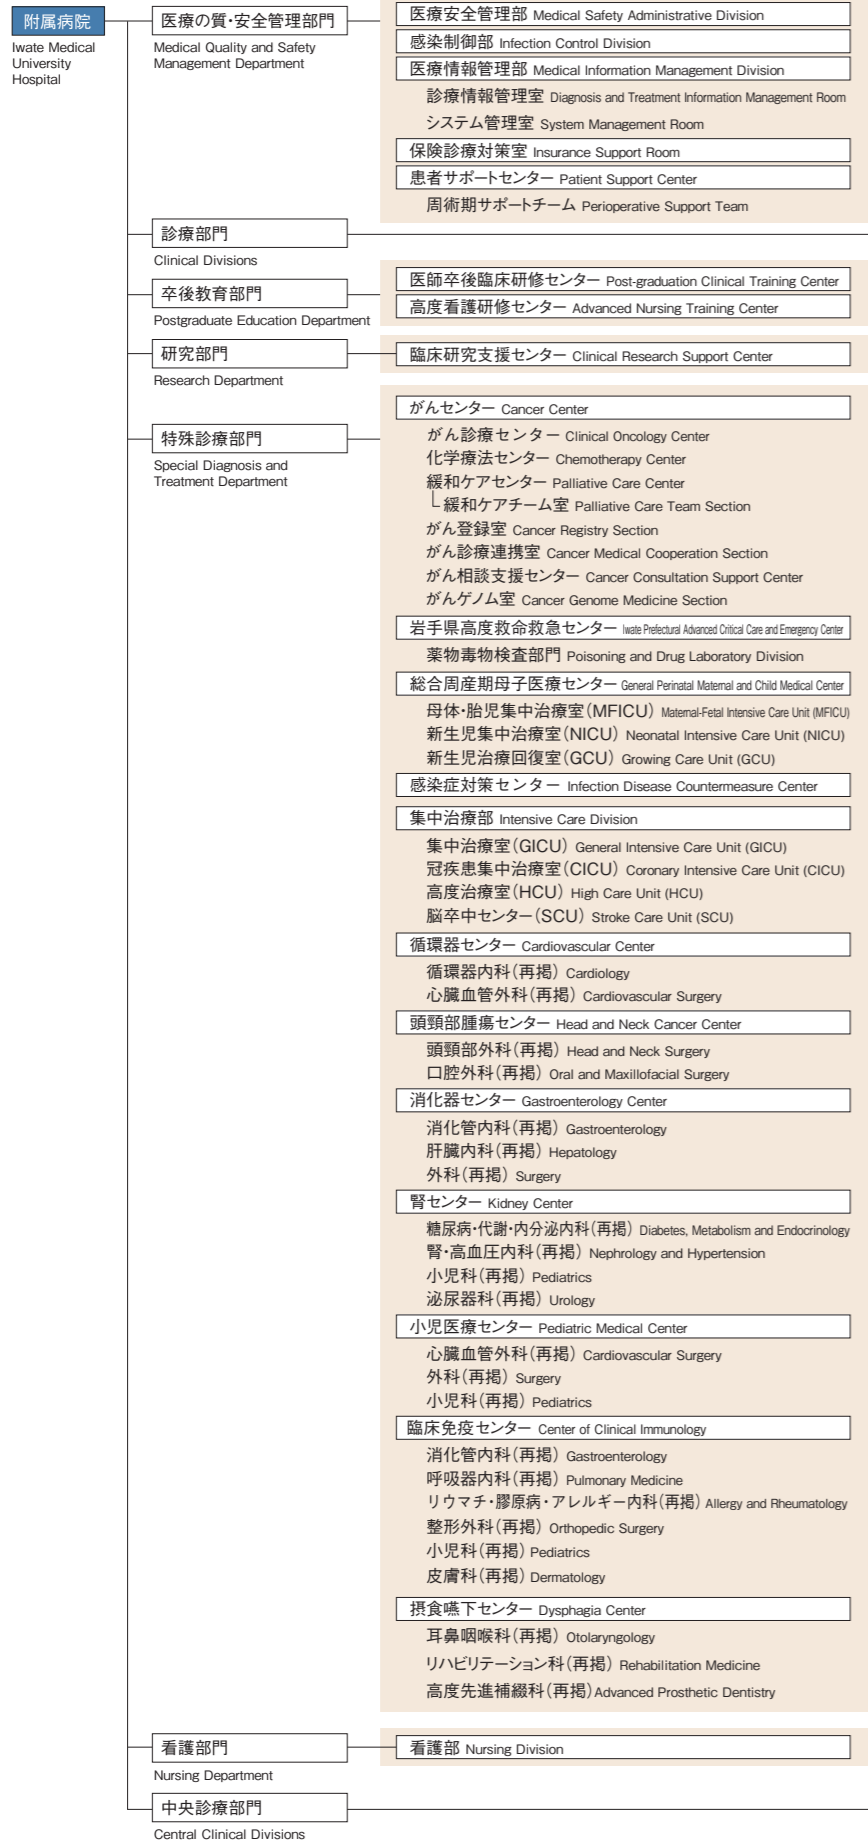 附属病院
Iwate Medical
University
Hospital
医療の質・安全管理部門
Medical Quality and Safety
Management Department
医療安全管理部 Medical Safety Administrative Division
感染制御部 Infection Control Division
医療情報管理部 Medical Information Management Division
診療情報管理室 Diagnosis and Treatment Information Management Room
システム管理室 System Management Room
保険診療対策室 Insurance Support Room
患者サポートセンター Patient Support Center
周術期サポートチーム Perioperative Support Team
診療部門
Clinical Divisions
卒後教育部門
Postgraduate Education Department
医師卒後臨床研修センター Post-graduation Clinical Training Center
高度看護研修センター Advanced Nursing Training Center
研究部門
Research Department
臨床研究支援センター Clinical Research Support Center
特殊診療部門
Special Diagnosis and
Treatment Department
がんセンター Cancer Center
がん診療センター Clinical Oncology Center
化学療法センター Chemotherapy Center
緩和ケアセンター Palliative Care Center
緩和ケアチーム室 Palliative Care Team Section
がん登録室 Cancer Registry Section
がん診療連携室 Cancer Medical Cooperation Section
がん相談支援センター Cancer Consultation Support Center
がんゲノム室 Cancer Genome Medicine Section
岩手県高度救命救急センター Iwate Prefectural Advanced Critical Care and Emergency Center
薬物毒物検査部門 Poisoning and Drug Laboratory Division
総合周産期母子医療センター General Perinatal Maternal and Child Medical Center
母体・胎児集中治療室(MFICU) Maternal-Fetal Intensive Care Unit (MFICU)
新生児集中治療室(NICU) Neonatal Intensive Care Unit (NICU)
新生児治療回復室(GCU) Growing Care Unit (GCU)
感染症対策センター Infection Disease Countermeasure Center
集中治療部 Intensive Care Division
集中治療室(GICU) General Intensive Care Unit (GICU)
冠疾患集中治療室(CICU) Coronary Intensive Care Unit (CICU)
高度治療室(HCU) High Care Unit (HCU)
脳卒中センター(SCU) Stroke Care Unit (SCU)
循環器センター Cardiovascular Center
循環器内科(再掲) Cardiology
心臓血管外科(再掲) Cardiovascular Surgery
頭頸部腫瘍センター Head and Neck Cancer Center
頭頸部外科(再掲) Head and Neck Surgery
口腔外科(再掲) Oral and Maxillofacial Surgery
消化器センター Gastroenterology Center
消化管内科(再掲) Gastroenterology
肝臓内科(再掲) Hepatology
外科(再掲) Surgery
腎センター Kidney Center
糖尿病・代謝・内分泌内科(再掲) Diabetes, Metabolism and Endocrinology
腎・高血圧内科(再掲) Nephrology and Hypertension
小児科(再掲) Pediatrics
泌尿器科(再掲) Urology
小児医療センター Pediatric Medical Center
心臓血管外科(再掲) Cardiovascular Surgery
外科(再掲) Surgery
小児科(再掲) Pediatrics
臨床免疫センター Center of Clinical Immunology
消化管内科(再掲) Gastroenterology
呼吸器内科(再掲) Pulmonary Medicine
リウマチ・膠原病・アレルギー内科(再掲) Allergy and Rheumatology
整形外科(再掲) Orthopedic Surgery
小児科(再掲) Pediatrics
皮膚科(再掲) Dermatology
摂食嚥下センター Dysphagia Center
耳鼻咽喉科(再掲) Otolaryngology
リハビリテーション科(再掲) Rehabilitation Medicine
高度先進補綴科(再掲) Advanced Prosthetic Dentistry
看護部門
Nursing Department
看護部 Nursing Division
中央診療部門
Central Clinical Divisions